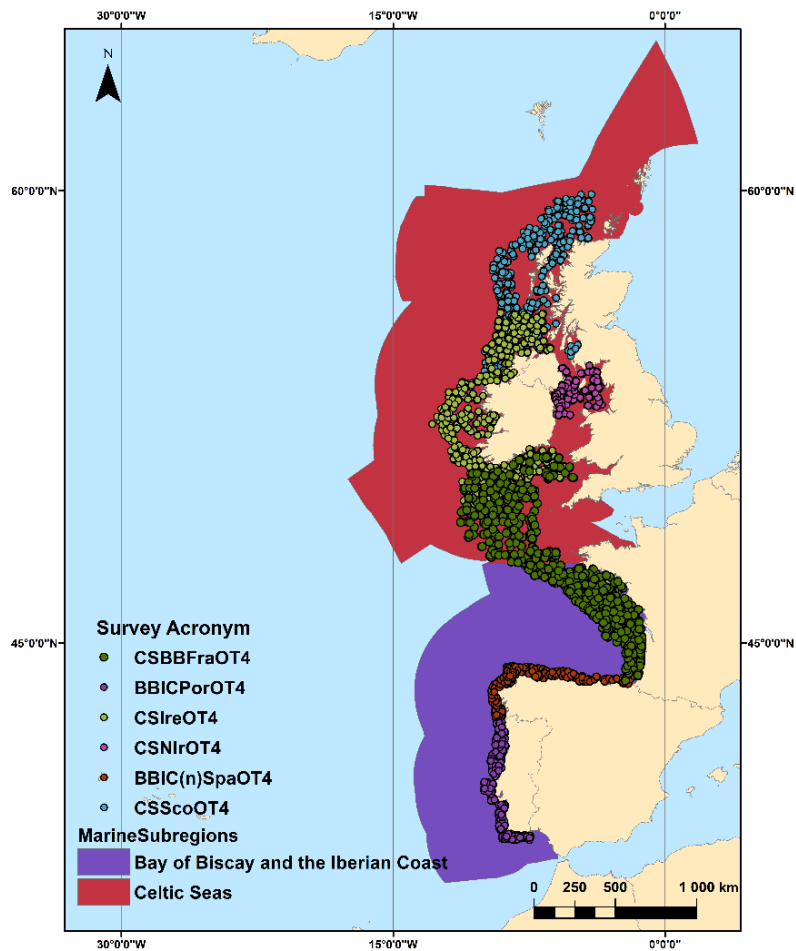 30°0'0"W 15°0'0"W 0°0'0"
N
60°0'0"N 60°0'0"N
45°0'0"N 45°0'0"N
Survey Acronym
CSBBFraOT4
BBICPorOT4
CSIreOT4
CSNIrOT4
BBIC(n)SpaOT4
CSScoOT4
MarineSubregions
Bay of Biscay and the Iberian Coast
Celtic Seas
0 250 500 1 000 km
30°0'0"W 15°0'0"W 0°0'0"